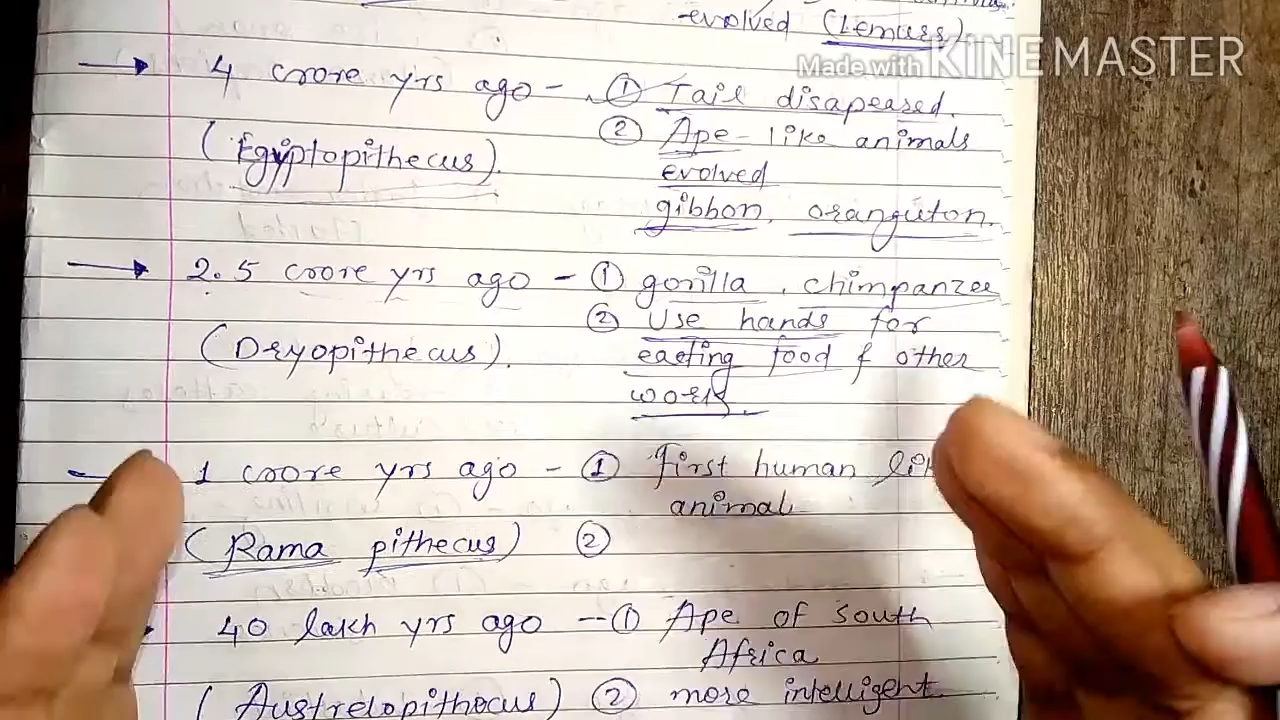 evolved (Lemurs)
Made with KINEMASTER
→ 4 crore yrs ago - ① Tail disapeared.
(Egyptopithecus). ② Ape-like animals
evolved
gibbon, oranguton.
→ 2.5 crore yrs ago - ① gorilla, chimpanzee
② Use hands for
(Dryopithecus). eacting food & other
work
1 crore yrs ago - ① first human
animal
(Rama pithecus) ②
40 lakh yrs ago -- ① Ape of south
Africa
(Austrelopithecus) ② more intelligent